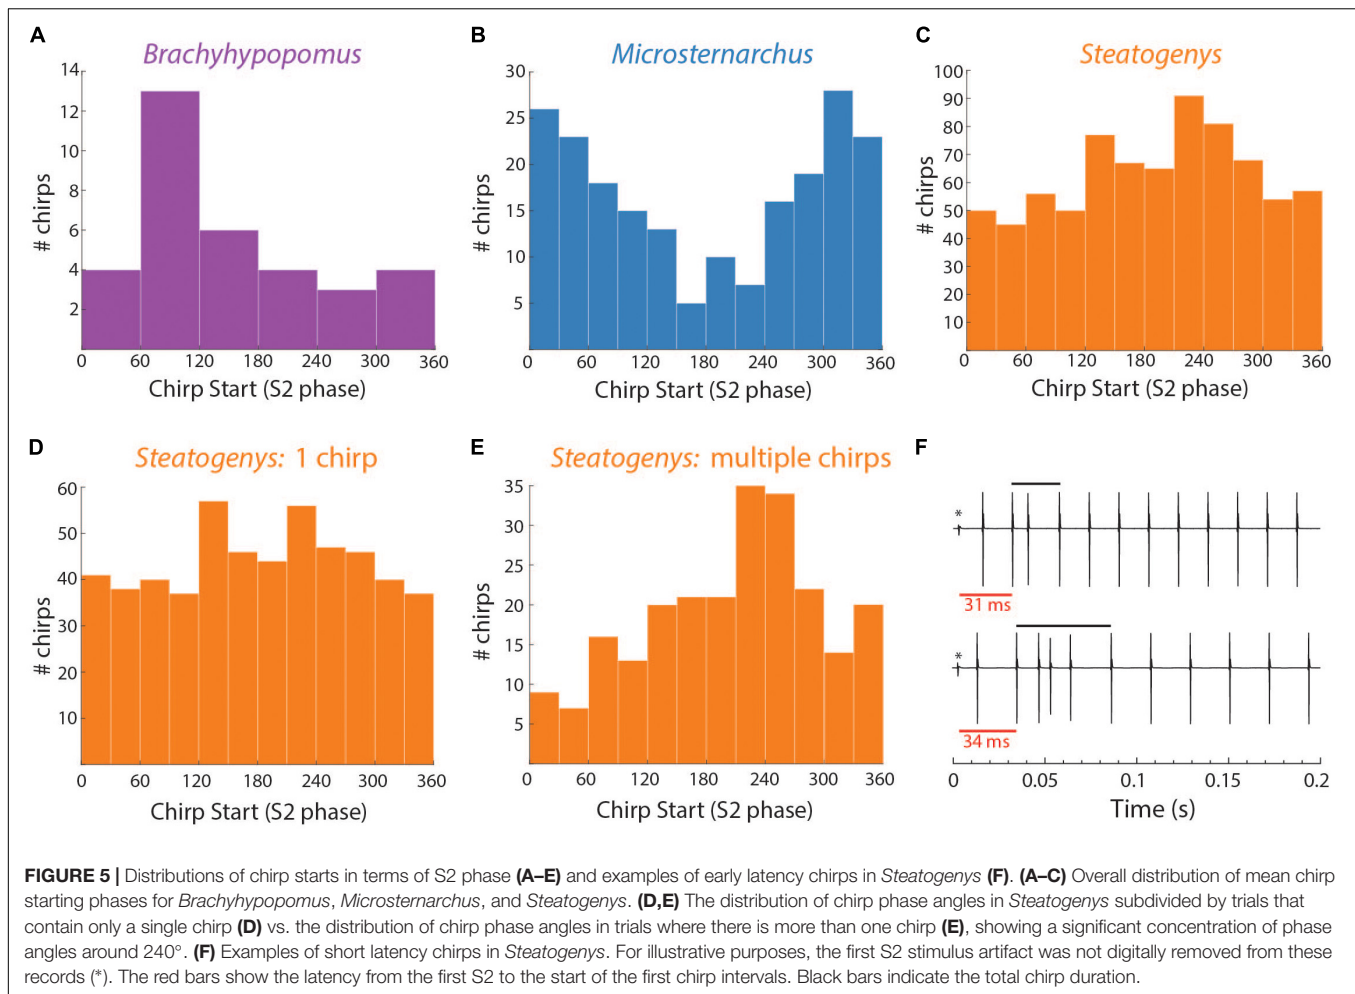 A
Brachyhypopomus
14
12
10
8
6
4
2
# chirps
0 60 120 180 240 300 360
Chirp Start (S2 phase)
B
Microsternarchus
30
25
20
15
10
5
# chirps
0 60 120 180 240 300 360
Chirp Start (S2 phase)
C
Steatogenys
100
90
80
70
60
50
40
30
20
10
# chirps
0 60 120 180 240 300 360
Chirp Start (S2 phase)
D
Steatogenys: 1 chirp
60
50
40
30
20
10
# chirps
0 60 120 180 240 300 360
Chirp Start (S2 phase)
E
Steatogenys: multiple chirps
35
30
25
20
15
10
5
# chirps
0 60 120 180 240 300 360
Chirp Start (S2 phase)
F
*
31 ms
*
34 ms
0 0.05 0.1 0.15 0.2
Time (s)
FIGURE 5 | Distributions of chirp starts in terms of S2 phase (A–E) and examples of early latency chirps in Steatogenys (F). (A–C) Overall distribution of mean chirp
starting phases for Brachyhypopomus, Microsternarchus, and Steatogenys. (D,E) The distribution of chirp phase angles in Steatogenys subdivided by trials that
contain only a single chirp (D) vs. the distribution of chirp phase angles in trials where there is more than one chirp (E), showing a significant concentration of phase
angles around 240°. (F) Examples of short latency chirps in Steatogenys. For illustrative purposes, the first S2 stimulus artifact was not digitally removed from these
records (*). The red bars show the latency from the first S2 to the start of the first chirp intervals. Black bars indicate the total chirp duration.